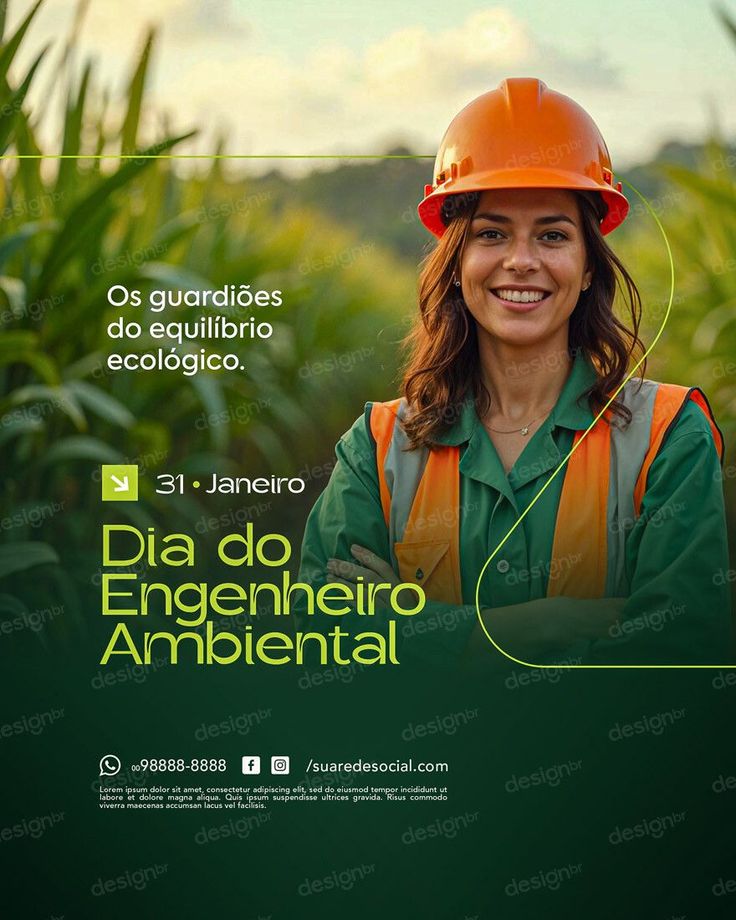 Os guardiões
do equilíbrio
ecológico.
31 • Janeiro
Dia do
Engenheiro
Ambiental
0098888-8888 /suaredesocial.com
Lorem ipsum dolor sit amet, consectetur adipiscing elit, sed do eiusmod tempor incididunt ut
labore et dolore magna aliqua. Quis ipsum suspendisse ultrices gravida. Risus commodo
viverra maecenas accumsan lacus vel facilisis.
designbr